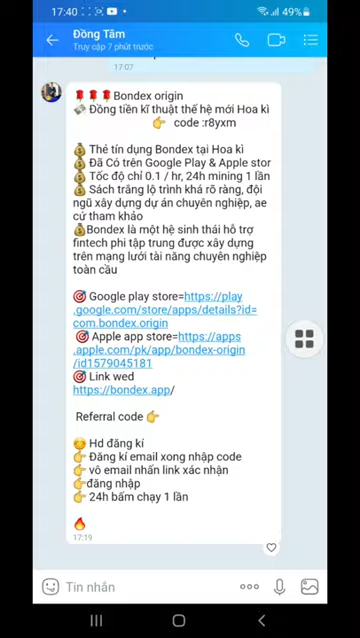 17:40
49%
Đồng Tâm
Truy cập 7 phút trước
17:07
Bondex origin
Đồng tiền kĩ thuật thế hệ mới Hoa kì
code :r8yxm
Thẻ tín dụng Bondex tại Hoa kì
Đã Có trên Google Play & Apple stor
Tốc độ chỉ 0.1 / hr, 24h mining 1 lần
Sách trắng lộ trình khá rõ ràng, đội
ngũ xây dựng dự án chuyên nghiệp, ae
cứ tham khảo
Bondex là một hệ sinh thái hỗ trợ
fintech phi tập trung được xây dựng
trên mạng lưới tài năng chuyên nghiệp
toàn cầu
Google play store=https://play
.google.com/store/apps/details?id=
com.bondex.origin
Apple app store=https://apps
.apple.com/pk/app/bondex-origin
/id1579045181
Link wed
https://bondex.app/
Referral code
Hd đăng kí
Đăng kí email xong nhập code
vô email nhấn link xác nhận
đăng nhập
24h bấm chạy 1 lần
17:19
Tin nhắn